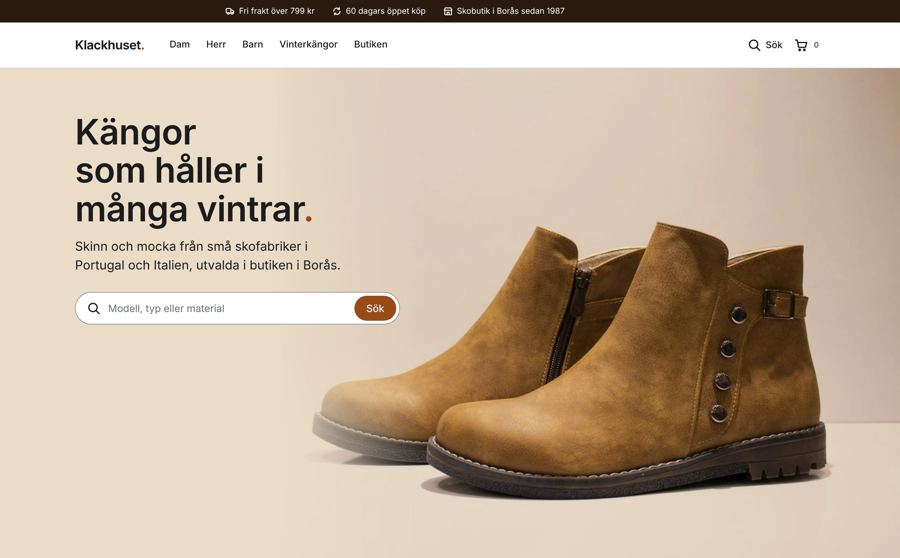 Fri frakt över 799 kr
60 dagars öppet köp
Skobutik i Borås sedan 1987
Klackhuset.
Dam
Herr
Barn
Vinterkängor
Butiken
Sök
0
Kängor
som håller i
många vintrar.
Skinn och mocka från små skofabriker i
Portugal och Italien, utvalda i butiken i Borås.
Modell, typ eller material
Sök